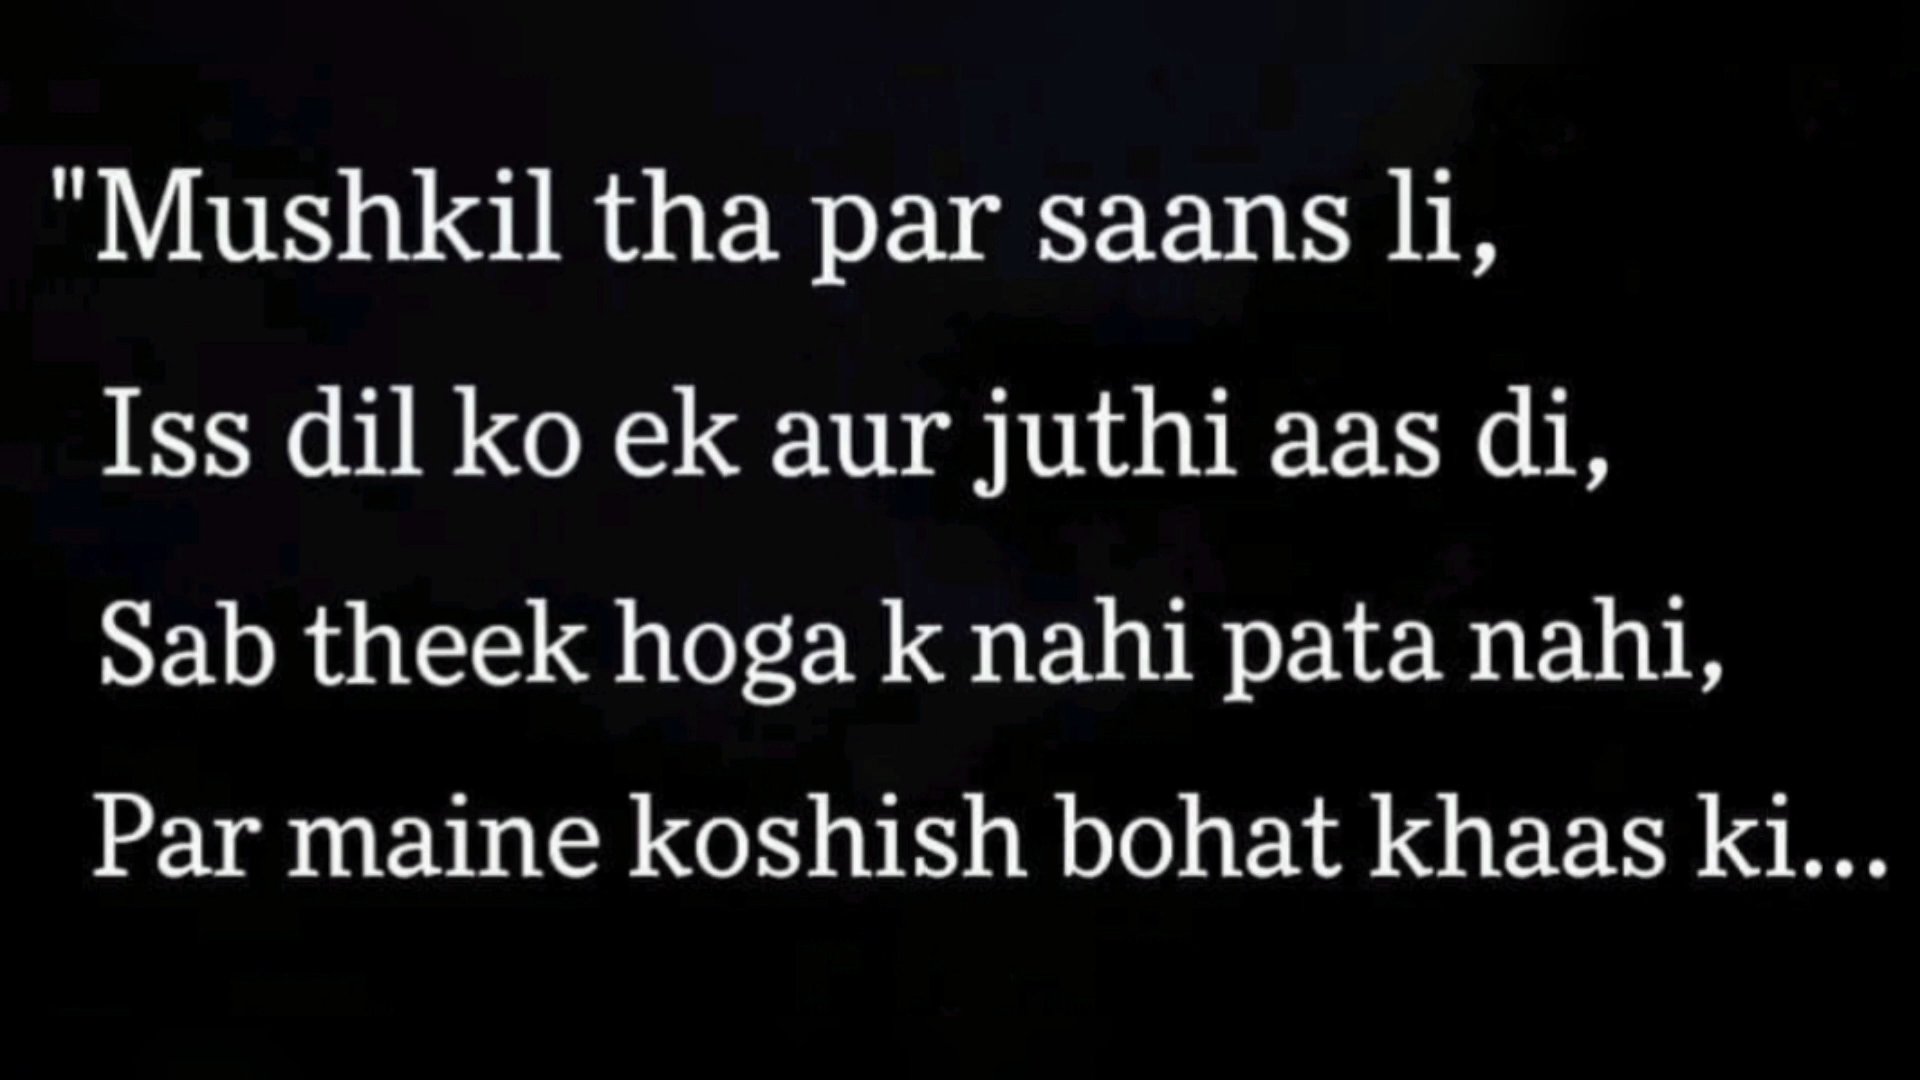 "Mushkil tha par saans li,
Iss dil ko ek aur juthi aas di,
Sab theek hoga k nahi pata nahi,
Par maine koshish bohat khaas ki...